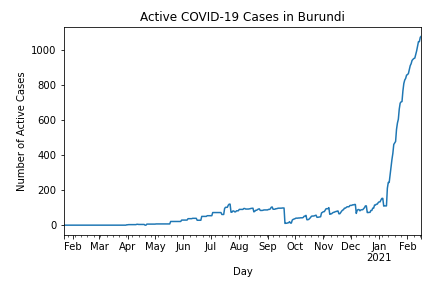 Active COVID-19 Cases in Burundi
Number of Active Cases
1000
800
600
400
200
0
Feb Mar Apr May Jun Jul Aug Sep Oct Nov Dec Jan Feb
2021
Day